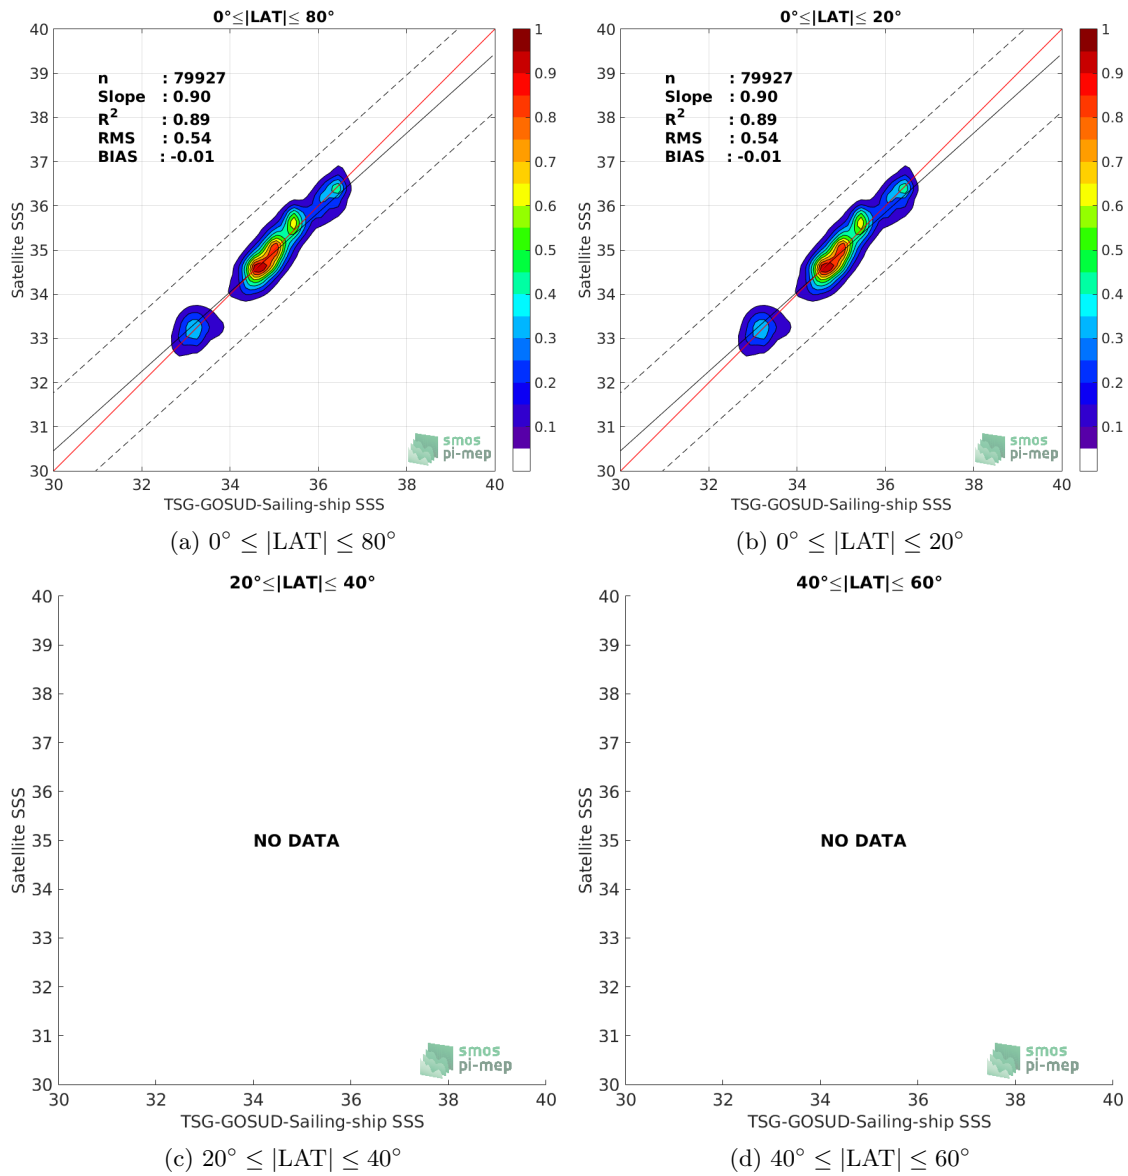 0°≤|LAT|≤ 80°
40
39
38
37
36
35
34
33
32
31
30
Satellite SSS
n : 79927
Slope : 0.90
R² : 0.89
RMS : 0.54
BIAS : -0.01
smos
pi-mep
30 32 34 36 38 40
TSG-GOSUD-Sailing-ship SSS
1
0.9
0.8
0.7
0.6
0.5
0.4
0.3
0.2
0.1
(a) 0° ≤ |LAT| ≤ 80°
0°≤|LAT|≤ 20°
40
39
38
37
36
35
34
33
32
31
30
Satellite SSS
n : 79927
Slope : 0.90
R² : 0.89
RMS : 0.54
BIAS : -0.01
smos
pi-mep
30 32 34 36 38 40
TSG-GOSUD-Sailing-ship SSS
1
0.9
0.8
0.7
0.6
0.5
0.4
0.3
0.2
0.1
(b) 0° ≤ |LAT| ≤ 20°
20°≤|LAT|≤ 40°
40
39
38
37
36
35
34
33
32
31
30
Satellite SSS
NO DATA
smos
pi-mep
30 32 34 36 38 40
TSG-GOSUD-Sailing-ship SSS
(c) 20° ≤ |LAT| ≤ 40°
40°≤|LAT|≤ 60°
40
39
38
37
36
35
34
33
32
31
30
Satellite SSS
NO DATA
smos
pi-mep
30 32 34 36 38 40
TSG-GOSUD-Sailing-ship SSS
(d) 40° ≤ |LAT| ≤ 60°